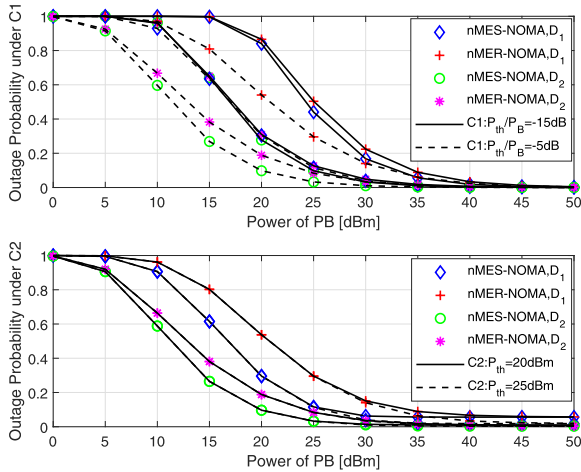 Outage Probability under C1
1
0.8
0.6
0.4
0.2
0
nMES-NOMA,D1
nMER-NOMA,D1
nMES-NOMA,D2
nMER-NOMA,D2
C1:Pth/PB=-15dB
C1:Pth/PB=-5dB
0 5 10 15 20 25 30 35 40 45 50
Power of PB [dBm]
Outage Probability under C2
1
0.8
0.6
0.4
0.2
0
nMES-NOMA,D1
nMER-NOMA,D1
nMES-NOMA,D2
nMER-NOMA,D2
C2:Pth=20dBm
C2:Pth=25dBm
0 5 10 15 20 25 30 35 40 45 50
Power of PB [dBm]